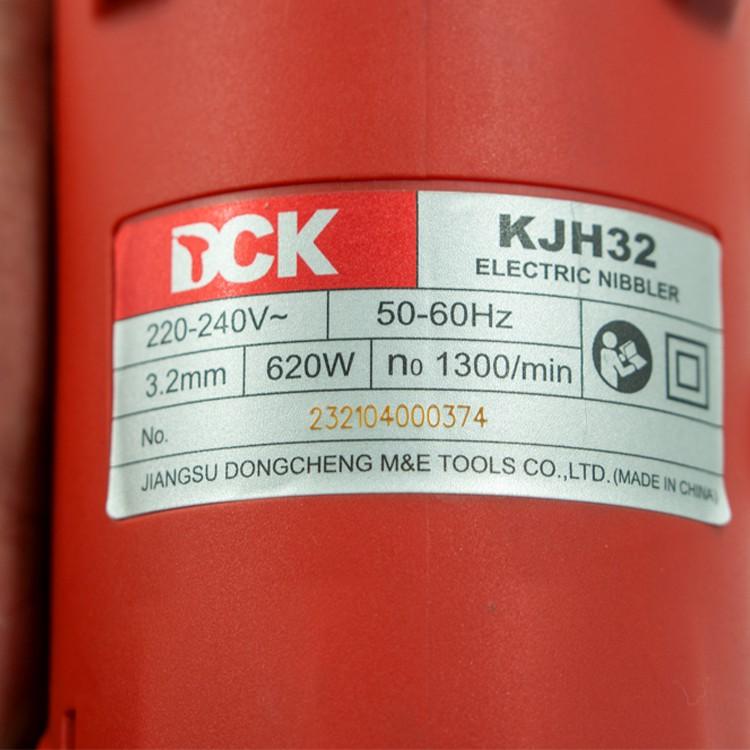 DCK
KJH32
ELECTRIC NIBBLER
220-240V~ 50-60Hz
3.2mm 620W n₀ 1300/min
No. 232104000374
JIANGSU DONGCHENG M&E TOOLS CO.,LTD.(MADE IN CHINA)